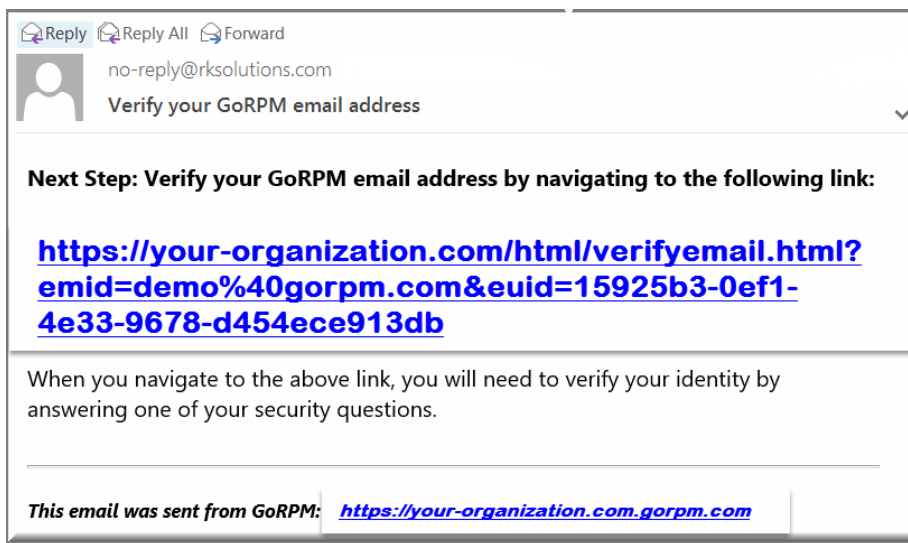 Reply Reply All Forward
no-reply@rksolutions.com
Verify your GoRPM email address
Next Step: Verify your GoRPM email address by navigating to the following link:
https://your-organization.com/html/verifyemail.html?
emid=demo%40gorpm.com&euid=15925b3-0ef1-
4e33-9678-d454ece913db
When you navigate to the above link, you will need to verify your identity by
answering one of your security questions.
This email was sent from GoRPM: https://your-organization.com.gorpm.com